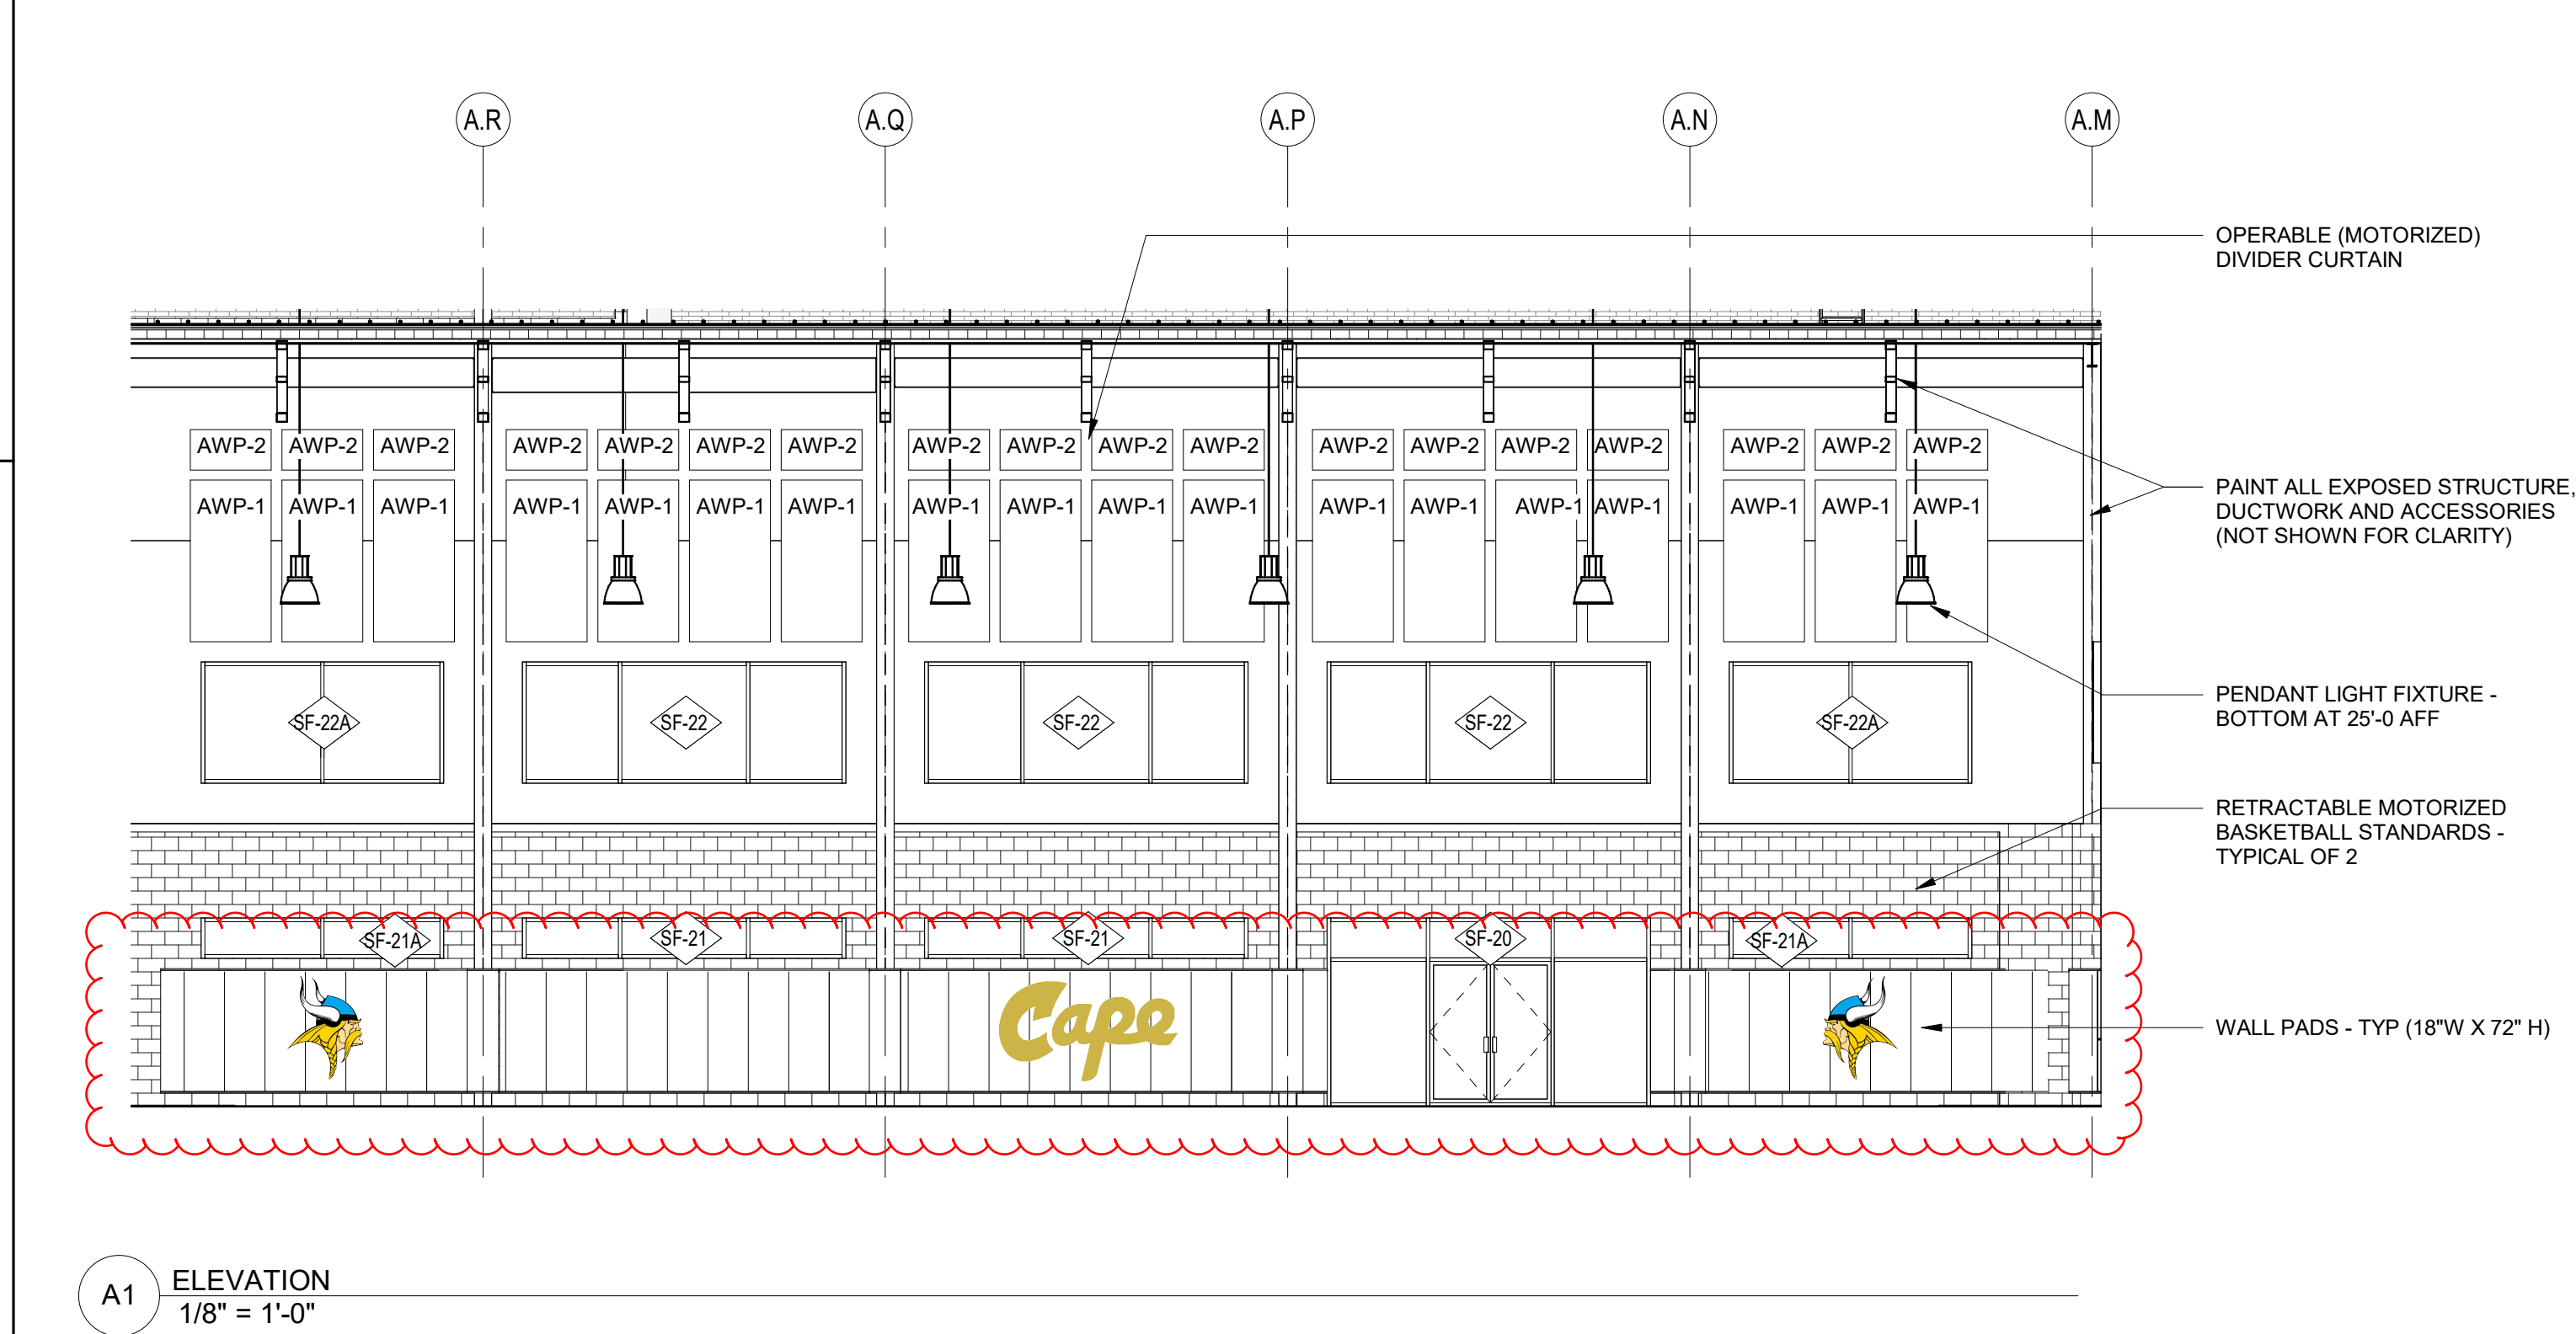 A.R A.Q A.P A.N A.M
OPERABLE (MOTORIZED)
DIVIDER CURTAIN
AWP-2 AWP-2 AWP-2 AWP-2 AWP-2 AWP-2 AWP-2 AWP-2 AWP-2 AWP-2 AWP-2 AWP-2 AWP-2 AWP-2 AWP-2 AWP-2 AWP-2 AWP-2
AWP-1 AWP-1 AWP-1 AWP-1 AWP-1 AWP-1 AWP-1 AWP-1 AWP-1 AWP-1 AWP-1 AWP-1 AWP-1 AWP-1 AWP-1 AWP-1 AWP-1 AWP-1
PAINT ALL EXPOSED STRUCTURE,
DUCTWORK AND ACCESSORIES
(NOT SHOWN FOR CLARITY)
SF-22A SF-22 SF-22 SF-22 SF-22A
PENDANT LIGHT FIXTURE -
BOTTOM AT 25'-0 AFF
RETRACTABLE MOTORIZED
BASKETBALL STANDARDS -
TYPICAL OF 2
SF-21A SF-21 SF-21 SF-20 SF-21A
Cape
WALL PADS - TYP (18"W X 72" H)
A1 ELEVATION
1/8" = 1'-0"